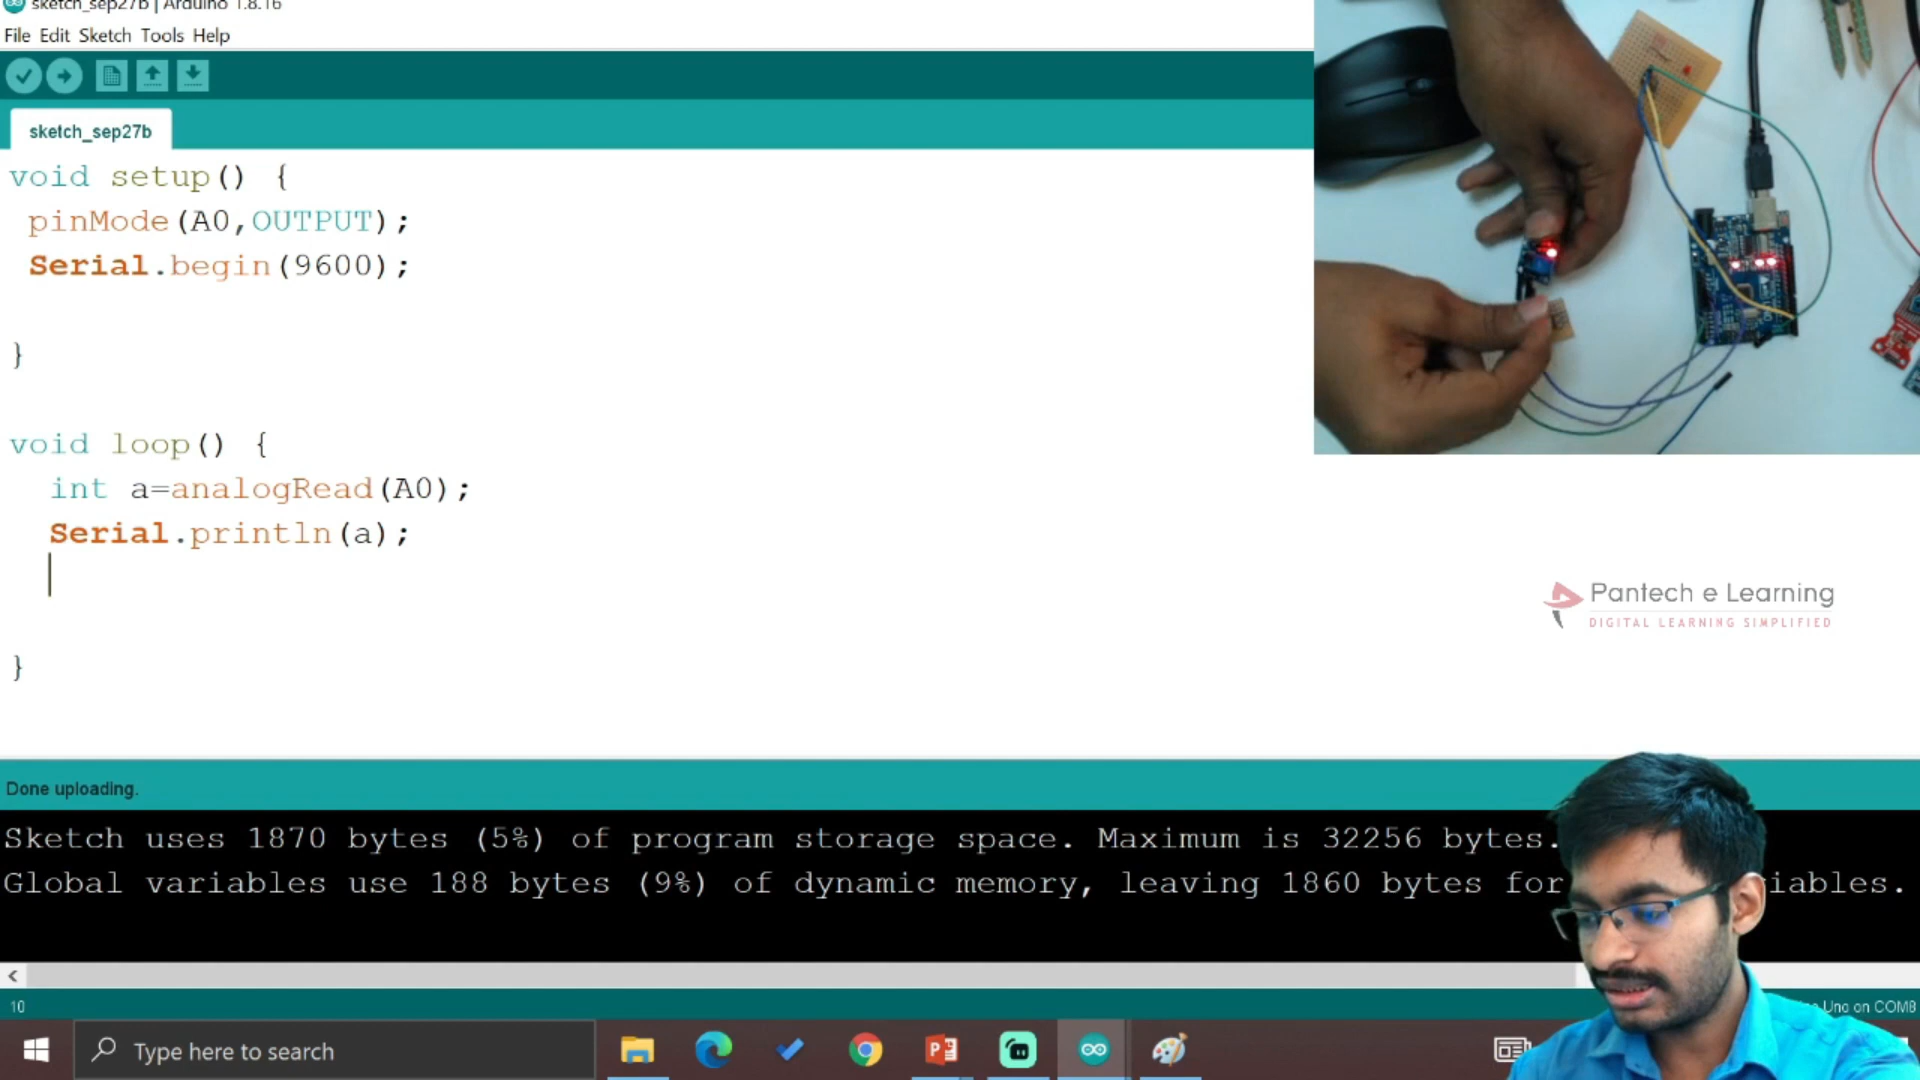 sketch_sep27b | Arduino 1.8.16
File Edit Sketch Tools Help
sketch_sep27b
void setup() {
pinMode(A0,OUTPUT);
Serial.begin(9600);
}
void loop() {
int a=analogRead(A0);
Serial.println(a);
}
Pantech e Learning
DIGITAL LEARNING SIMPLIFIED
Done uploading.
Sketch uses 1870 bytes (5%) of program storage space. Maximum is 32256 bytes.
Global variables use 188 bytes (9%) of dynamic memory, leaving 1860 bytes for iables.
10
Uno on COM8
Type here to search